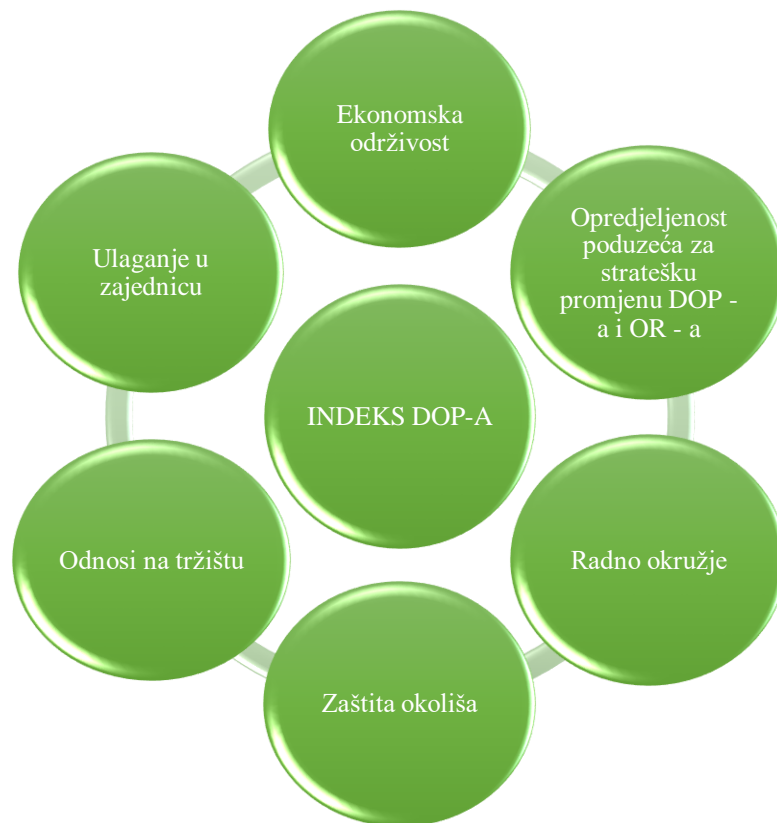 Ekonomska
održivost
Opredjeljenost
poduzeća za
stratešku
promjenu DOP -
a i OR - a
Radno okružje
Zaštita okoliša
Odnosi na tržištu
Ulaganje u
zajednicu
INDEKS DOP-A